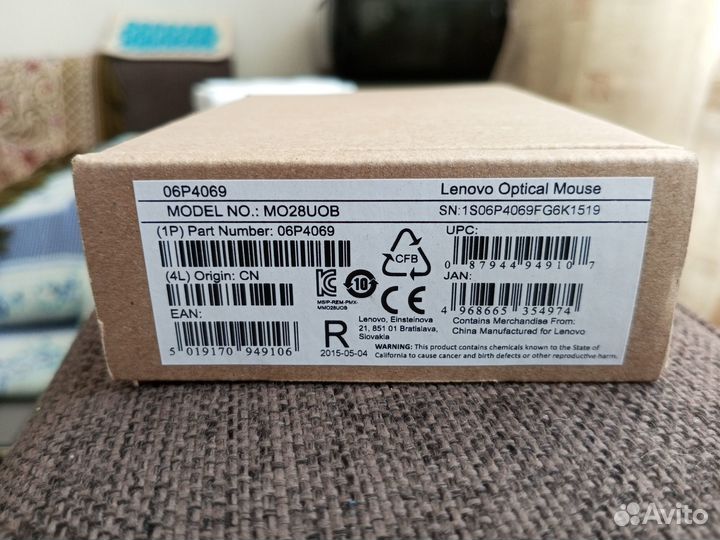 06P4069
Lenovo Optical Mouse
MODEL NO.: MO28UOB
SN:1S06P4069FG6K1519
(1P) Part Number: 06P4069
UPC:
0 87944 94910 7
CFB
(4L) Origin: CN
10
JAN:
MSIP-REM-PMX-
MMO28UOB
CE
4 968665 354974
EAN:
Lenovo, Einsteinova
21, 851 01 Bratislava,
Slovakia
Contains Merchandise From:
China Manufactured for Lenovo
5 019170 949106
R
2015-05-04
WARNING: This product contains chemicals known to the State of
California to cause cancer and birth defects or other reproductive harm.
Avito